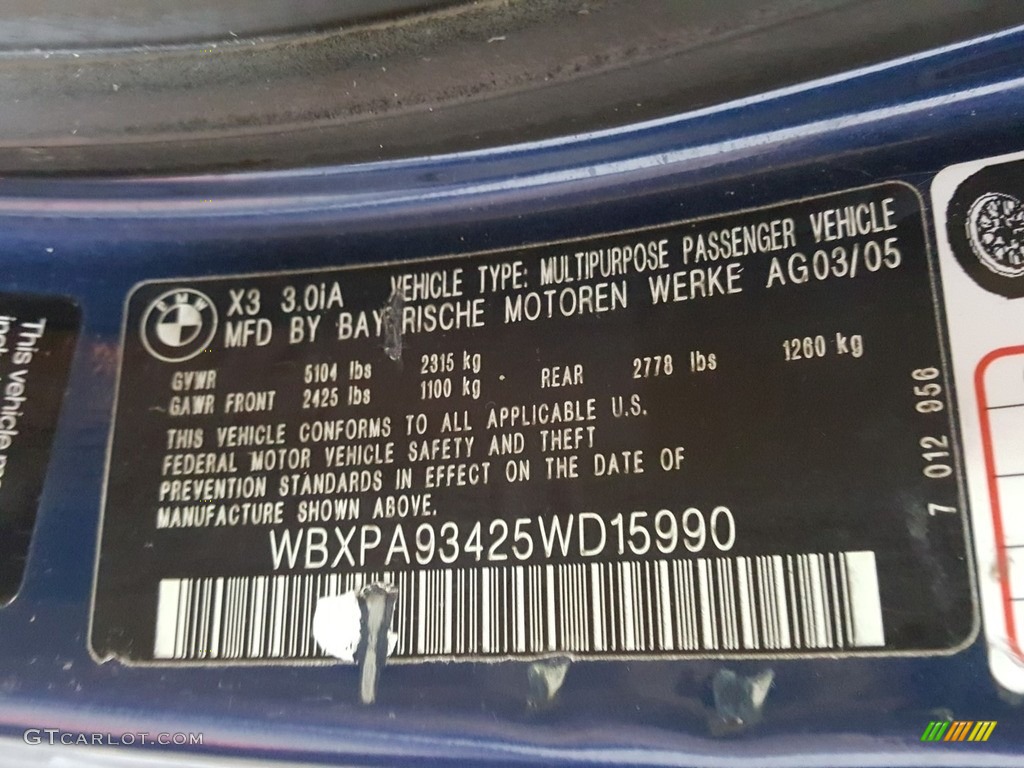 BMW
X3 3.0iA VEHICLE TYPE: MULTIPURPOSE PASSENGER VEHICLE
MFD BY BAYERISCHE MOTOREN WERKE AG 03/05
GVWR 5104 lbs 2315 kg
GAWR FRONT 2425 lbs 1100 kg . REAR 2778 lbs 1260 kg
THIS VEHICLE CONFORMS TO ALL APPLICABLE U.S.
FEDERAL MOTOR VEHICLE SAFETY AND THEFT
PREVENTION STANDARDS IN EFFECT ON THE DATE OF
MANUFACTURE SHOWN ABOVE.
WBXPA93425WD15990
7 012 956
This vehicle
GTCARLOT.COM